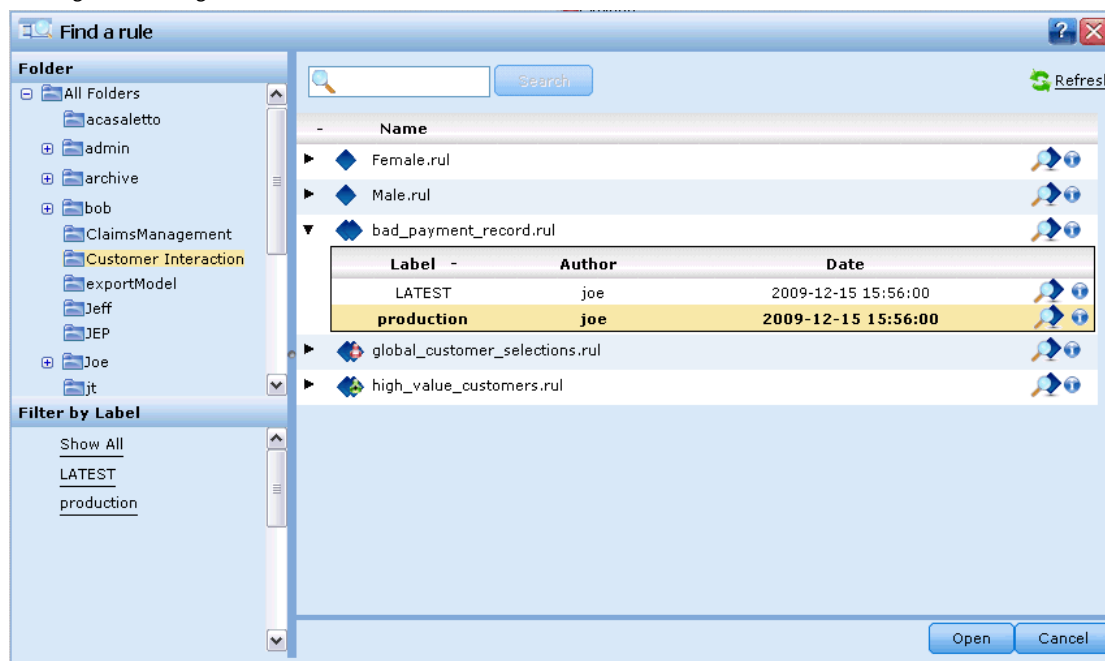 Find a rule
?
Folder
All Folders
acasaletto
admin
archive
bob
ClaimsManagement
Customer Interaction
exportModel
Jeff
JEP
Joe
jt
Filter by Label
Show All
LATEST
production
Search
Refresh
- Name
Female.rul
Male.rul
bad_payment_record.rul
Label - Author Date
LATEST joe 2009-12-15 15:56:00
production joe 2009-12-15 15:56:00
global_customer_selections.rul
high_value_customers.rul
Open Cancel